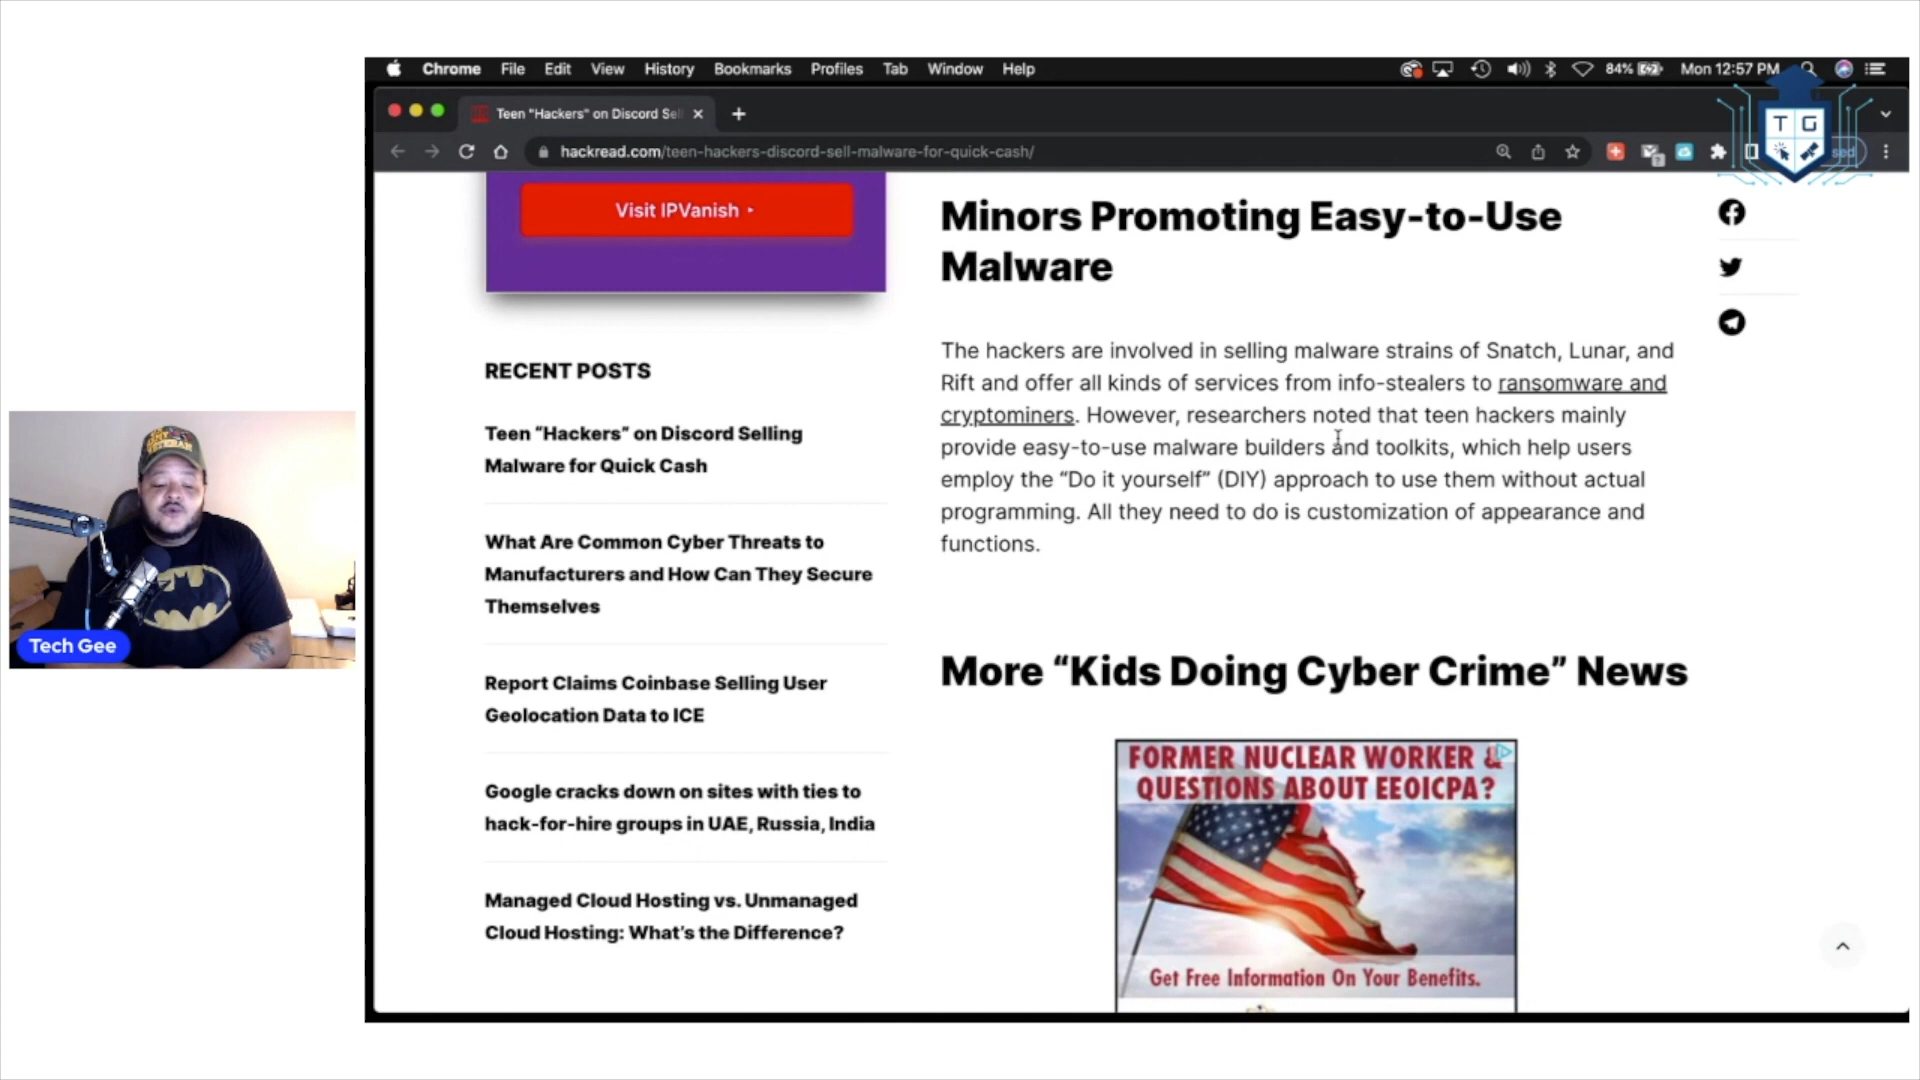 Chrome File Edit View History Bookmarks Profiles Tab Window Help
84% Mon 12:57 PM
Teen "Hackers" on Discord Sel
hackread.com/teen-hackers-discord-sell-malware-for-quick-cash/
T G
Visit IPVanish
RECENT POSTS
Teen “Hackers” on Discord Selling
Malware for Quick Cash
What Are Common Cyber Threats to
Manufacturers and How Can They Secure
Themselves
Report Claims Coinbase Selling User
Geolocation Data to ICE
Google cracks down on sites with ties to
hack-for-hire groups in UAE, Russia, India
Managed Cloud Hosting vs. Unmanaged
Cloud Hosting: What’s the Difference?
Minors Promoting Easy-to-Use
Malware
The hackers are involved in selling malware strains of Snatch, Lunar, and
Rift and offer all kinds of services from info-stealers to ransomware and
cryptominers. However, researchers noted that teen hackers mainly
provide easy-to-use malware builders and toolkits, which help users
employ the “Do it yourself” (DIY) approach to use them without actual
programming. All they need to do is customization of appearance and
functions.
More “Kids Doing Cyber Crime” News
FORMER NUCLEAR WORKER &
QUESTIONS ABOUT EEOICPA?
Get Free Information On Your Benefits.
VETERAN
Tech Gee